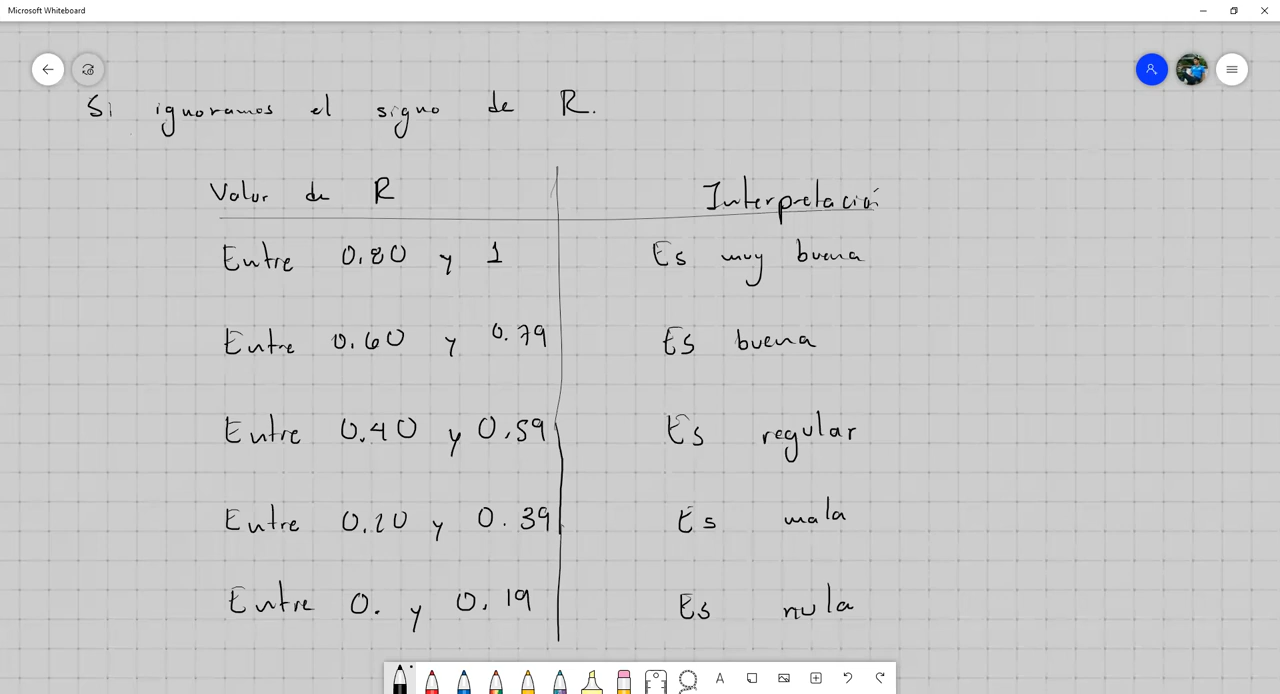 Microsoft Whiteboard
Si ignoramos el signo de R.
Valor de R Interpretación
Entre 0.80 y 1 Es muy buena
Entre 0.60 y 0.79 Es buena
Entre 0.40 y 0.59 Es regular
Entre 0.20 y 0.39 Es mala
Entre 0. y 0.19 Es nula
A